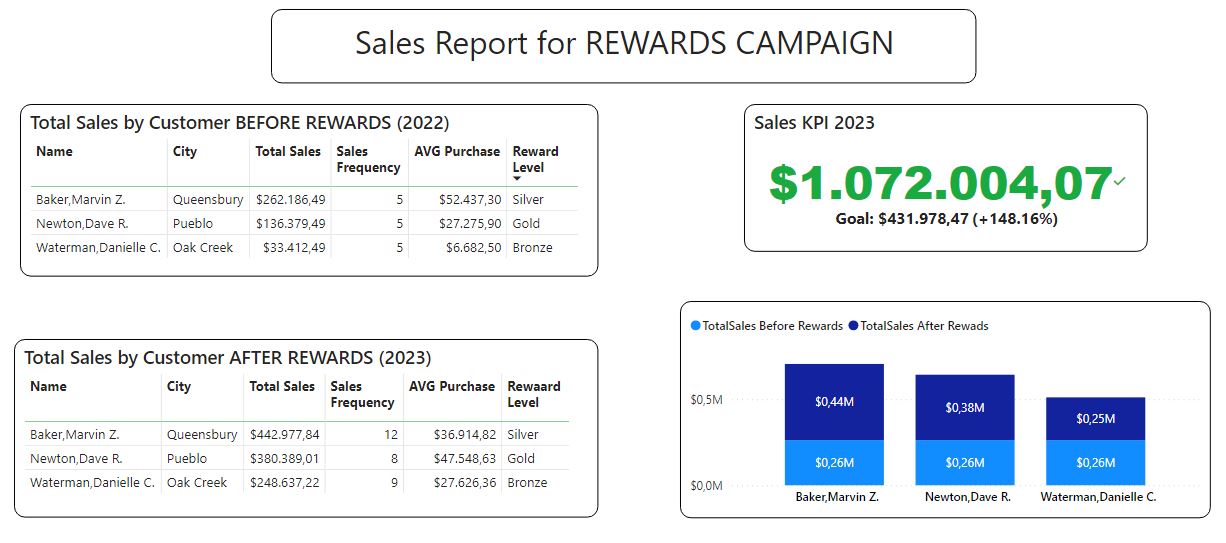 Sales Report for REWARDS CAMPAIGN
Total Sales by Customer BEFORE REWARDS (2022)
Name City Total Sales Sales Frequency AVG Purchase Reward Level
Baker,Marvin Z. Queensbury $262.186,49 5 $52.437,30 Silver
Newton,Dave R. Pueblo $136.379,49 5 $27.275,90 Gold
Waterman,Danielle C. Oak Creek $33.412,49 5 $6.682,50 Bronze
Sales KPI 2023
$1.072.004,07
Goal: $431.978,47 (+148.16%)
Total Sales by Customer AFTER REWARDS (2023)
Name City Total Sales Sales Frequency AVG Purchase Rewaard Level
Baker,Marvin Z. Queensbury $442.977,84 12 $36.914,82 Silver
Newton,Dave R. Pueblo $380.389,01 8 $47.548,63 Gold
Waterman,Danielle C. Oak Creek $248.637,22 9 $27.626,36 Bronze
TotalSales Before Rewards TotalSales After Rewads
$0,5M
$0,44M $0,38M $0,25M
$0,26M $0,26M $0,26M
$0,0M
Baker,Marvin Z. Newton,Dave R. Waterman,Danielle C.